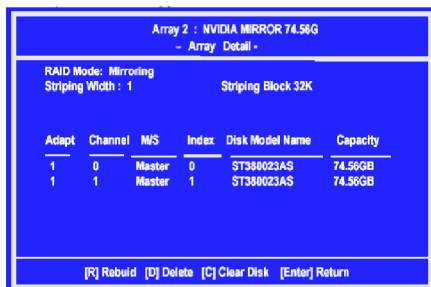 Array 2 : NVIDIA MIRROR 74.56G
- Array Detail -
RAID Mode: Mirroring
Striping Width : 1 Striping Block 32K
Adapt Channel M/S Index Disk Model Name Capacity
1 0 Master 0 ST380023AS 74.56GB
1 1 Master 1 ST380023AS 74.56GB
[R] Rebuid [D] Delete [C] Clear Disk [Enter] Return